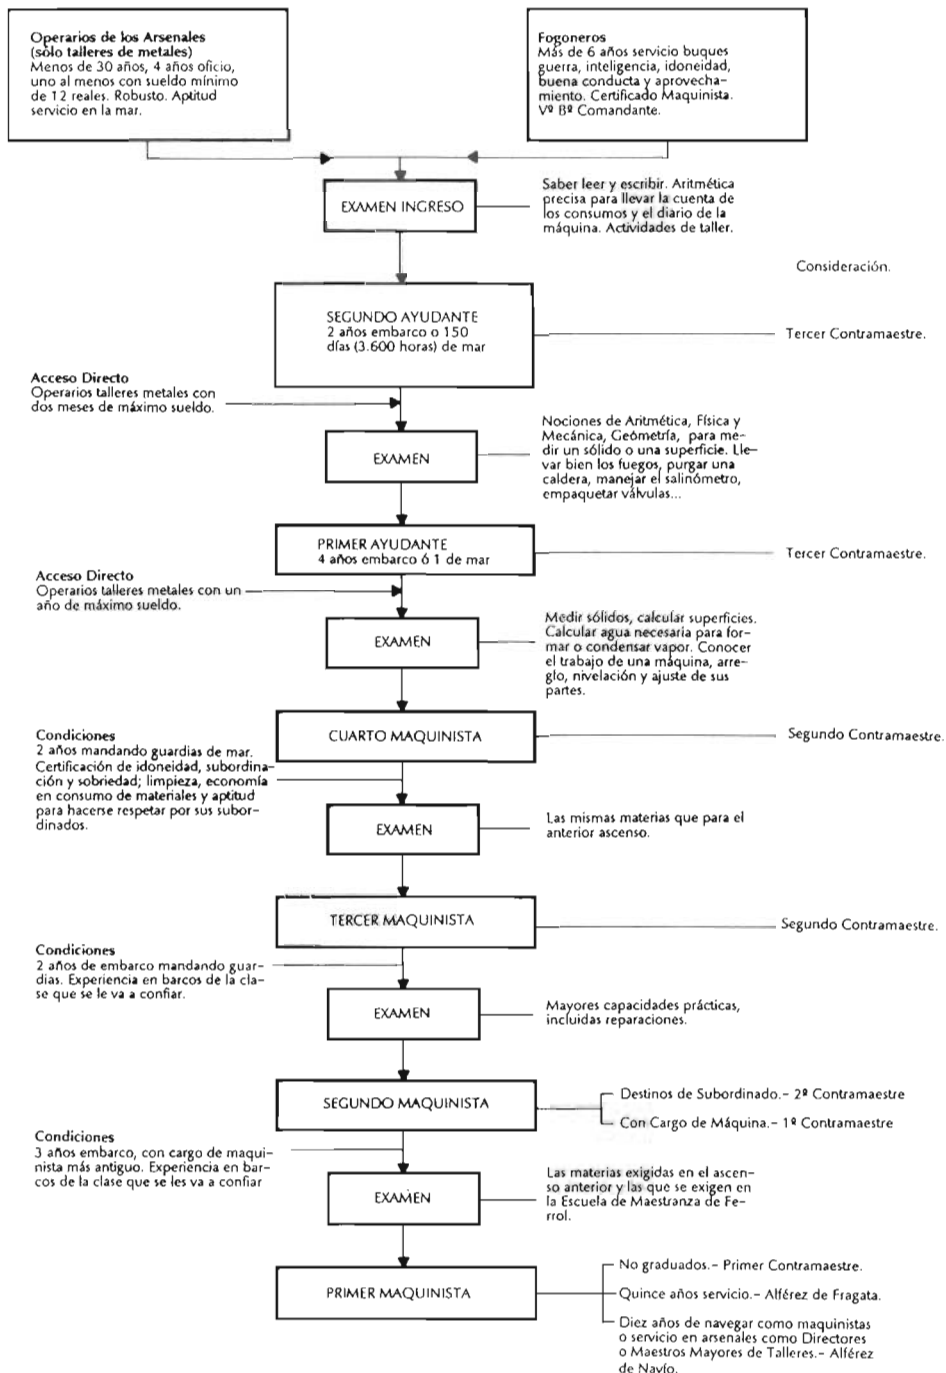 Operarios de los Arsenales
(sólo talleres de metales)
Menos de 30 años, 4 años oficio,
uno al menos con sueldo mínimo
de 12 reales. Robusto. Aptitud
servicio en la mar.
Fogoneros
Más de 6 años servicio buques
guerra, inteligencia, idoneidad,
buena conducta y aprovecha-
miento. Certificado Maquinista.
Vº Bº Comandante.
EXAMEN INGRESO
Saber leer y escribir. Aritmética
precisa para llevar la cuenta de
los consumos y el diario de la
máquina. Actividades de taller.
Consideración.
SEGUNDO AYUDANTE
2 años embarco o 150
días (3.600 horas) de mar
Tercer Contramaestre.
Acceso Directo
Operarios talleres metales con
dos meses de máximo sueldo.
EXAMEN
Nociones de Aritmética, Física y
Mecánica, Geómetría, para me-
dir un sólido o una superficie. Lle-
var bien los fuegos, purgar una
caldera, manejar el salinómetro,
empaquetar válvulas...
PRIMER AYUDANTE
4 años embarco ó 1 de mar
Tercer Contramaestre.
Acceso Directo
Operarios talleres metales con un
año de máximo sueldo.
EXAMEN
Medir sólidos, calcular superficies.
Calcular agua necesaria para for-
mar o condensar vapor. Conocer
el trabajo de una máquina, arre-
glo, nivelación y ajuste de sus
partes.
CUARTO MAQUINISTA
Segundo Contramaestre.
Condiciones
2 años mandando guardias de mar.
Certificación de idoneidad, subordina-
ción y sobriedad; limpieza, economía
en consumo de materiales y aptitud
para hacerse respetar por sus subor-
dinados.
EXAMEN
Las mismas materias que para el
anterior ascenso.
TERCER MAQUINISTA
Segundo Contramaestre.
Condiciones
2 años de embarco mandando guar-
dias. Experiencia en barcos de la cla-
se que se le va a confiar.
EXAMEN
Mayores capacidades prácticas,
incluidas reparaciones.
SEGUNDO MAQUINISTA
Destinos de Subordinado.- 2º Contramaestre
Con Cargo de Máquina.- 1º Contramaestre
Condiciones
3 años embarco, con cargo de maqui-
nista más antiguo. Experiencia en bar-
cos de la clase que se les va a confiar
EXAMEN
Las materias exigidas en el ascen-
so anterior y las que se exigen en
la Escuela de Maestranza de Fe-
rrol.
PRIMER MAQUINISTA
No graduados.- Primer Contramaestre.
Quince años servicio.- Alférez de Fragata.
Diez años de navegar como maquinistas
o servicio en arsenales como Directores
o Maestros Mayores de Talleres.- Alférez
de Navío.